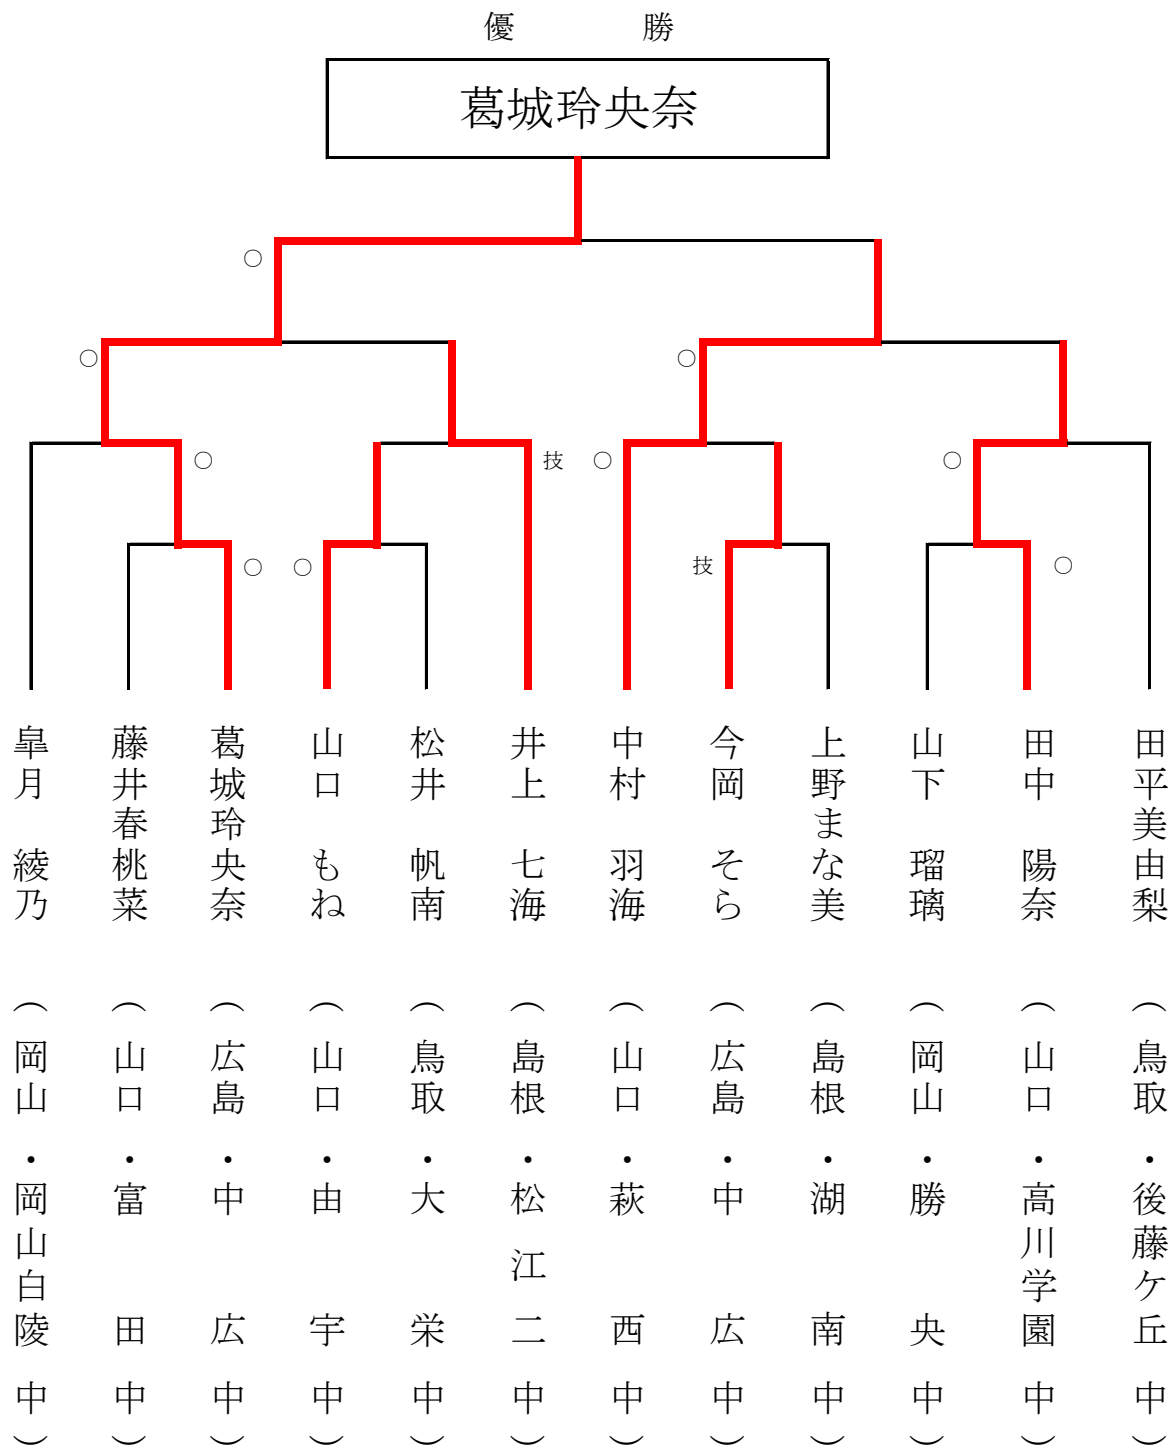 優勝
葛城玲央奈
○
○
○
○
技
○
○
○
○
技
○
○
皐月 綾乃 (岡山・岡山白陵中)
藤井春桃菜 (山口・富田中)
葛城玲央奈 (広島・中広中)
山口 もね (山口・由宇中)
松井 帆南 (鳥取・大栄中)
井上 七海 (島根・松江二中)
中村 羽海 (山口・萩西中)
今岡 そら (広島・中広中)
上野まな美 (島根・湖南中)
山下 瑠璃 (岡山・勝央中)
田中 陽奈 (山口・高川学園中)
田平美由梨 (鳥取・後藤ケ丘中)